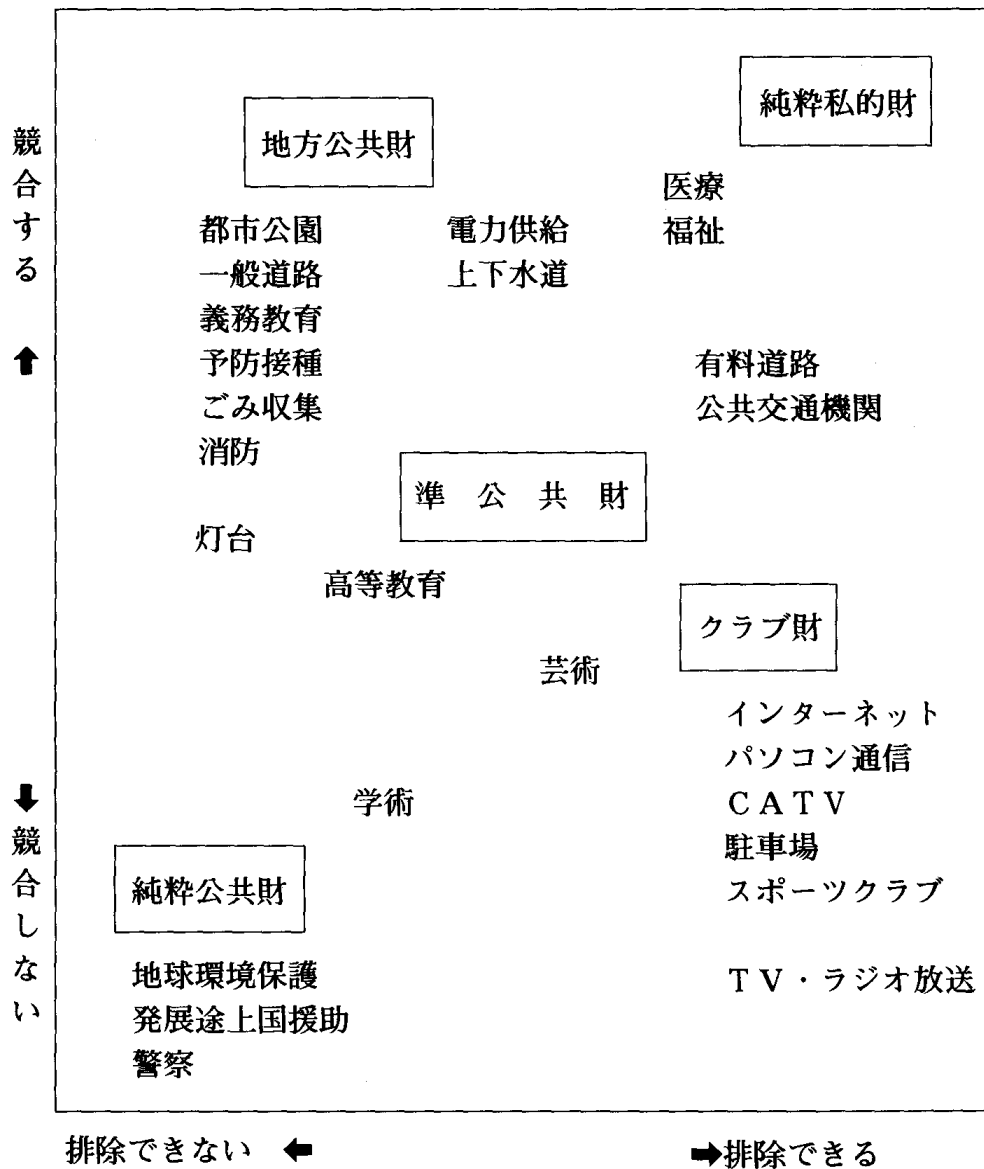 競合する
↑
↓
競合しない
純粋私的財
地方公共財
医療
都市公園 電力供給 福祉
一般道路 上下水道
義務教育
予防接種 有料道路
ごみ収集 公共交通機関
消防
準公共財
灯台
高等教育
クラブ財
芸術
インターネット
パソコン通信
学術 CATV
駐車場
純粋公共財 スポーツクラブ
地球環境保護 TV・ラジオ放送
発展途上国援助
警察
排除できない ← →排除できる